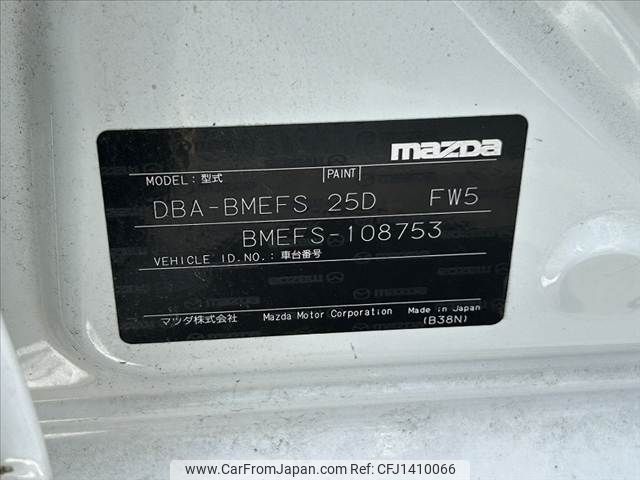 mazda
MODEL: 型式 PAINT
DBA-BMEFS 25D FW5
BMEFS-108753
VEHICLE ID.NO.: 車台番号
マツダ株式会社 Mazda Motor Corporation Made in Japan
(B38N)
www.CarFromJapan.com - CFJ1410066